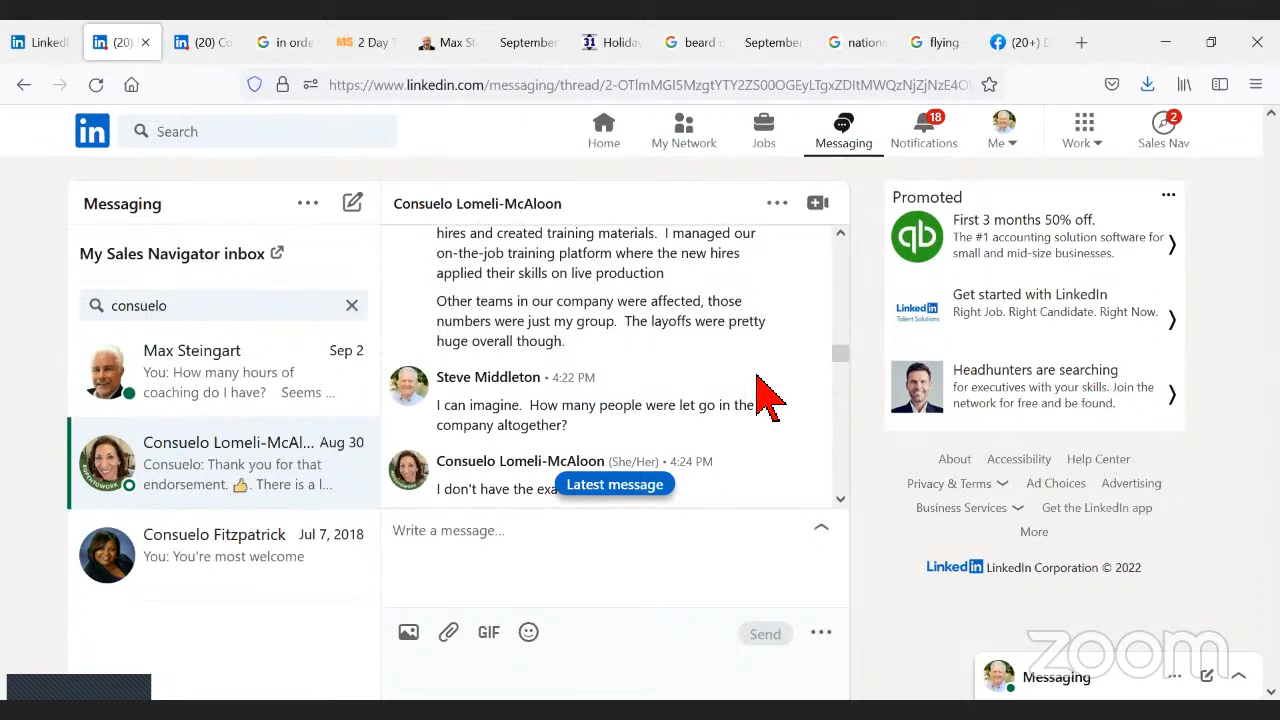 LinkedI
(20)
(20) Co
in orde
2 Day T
Max St
September
Holida
beard c
September
nationa
flying
(20+) D
https://www.linkedin.com/messaging/thread/
Search
Home
My Network
Jobs
Messaging
18
Notifications
Me
Work
2
Sales Nav
Messaging
My Sales Navigator inbox
consuelo
Max Steingart Sep 2
You: How many hours of
coaching do I have? Seems ...
Consuelo Lomeli-McAl... Aug 30
Consuelo: Thank you for that
endorsement. 👍. There is a l...
Consuelo Fitzpatrick Jul 7, 2018
You: You're most welcome
Consuelo Lomeli-McAloon
hires and created training materials. I managed our
on-the-job training platform where the new hires
applied their skills on live production
Other teams in our company were affected, those
numbers were just my group. The layoffs were pretty
huge overall though.
Steve Middleton • 4:22 PM
I can imagine. How many people were let go in the
company altogether?
Consuelo Lomeli-McAloon (She/Her) • 4:24 PM
I don't have the exa
Latest message
Write a message...
GIF
Send
Promoted
First 3 months 50% off.
The #1 accounting solution software for
small and mid-size businesses.
Get started with LinkedIn
Right Job. Right Candidate. Right Now.
Headhunters are searching
for executives with your skills. Join the
network for free and be found.
About Accessibility Help Center
Privacy & Terms Ad Choices Advertising
Business Services Get the LinkedIn app
More
LinkedIn LinkedIn Corporation © 2022
zoom
Messaging